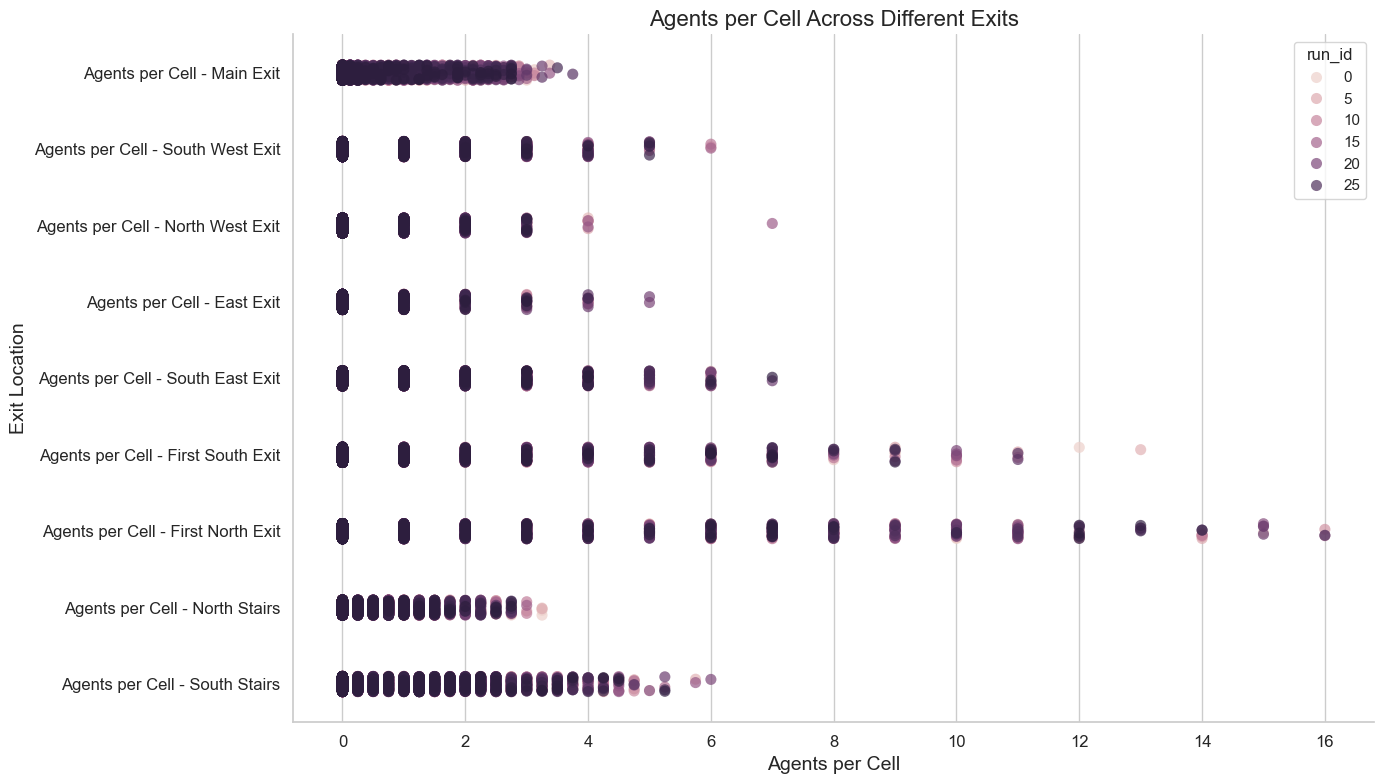 Agents per Cell Across Different Exits
run_id
0
5
10
15
20
25
Exit Location
Agents per Cell - Main Exit
Agents per Cell - South West Exit
Agents per Cell - North West Exit
Agents per Cell - East Exit
Agents per Cell - South East Exit
Agents per Cell - First South Exit
Agents per Cell - First North Exit
Agents per Cell - North Stairs
Agents per Cell - South Stairs
0 2 4 6 8 10 12 14 16
Agents per Cell